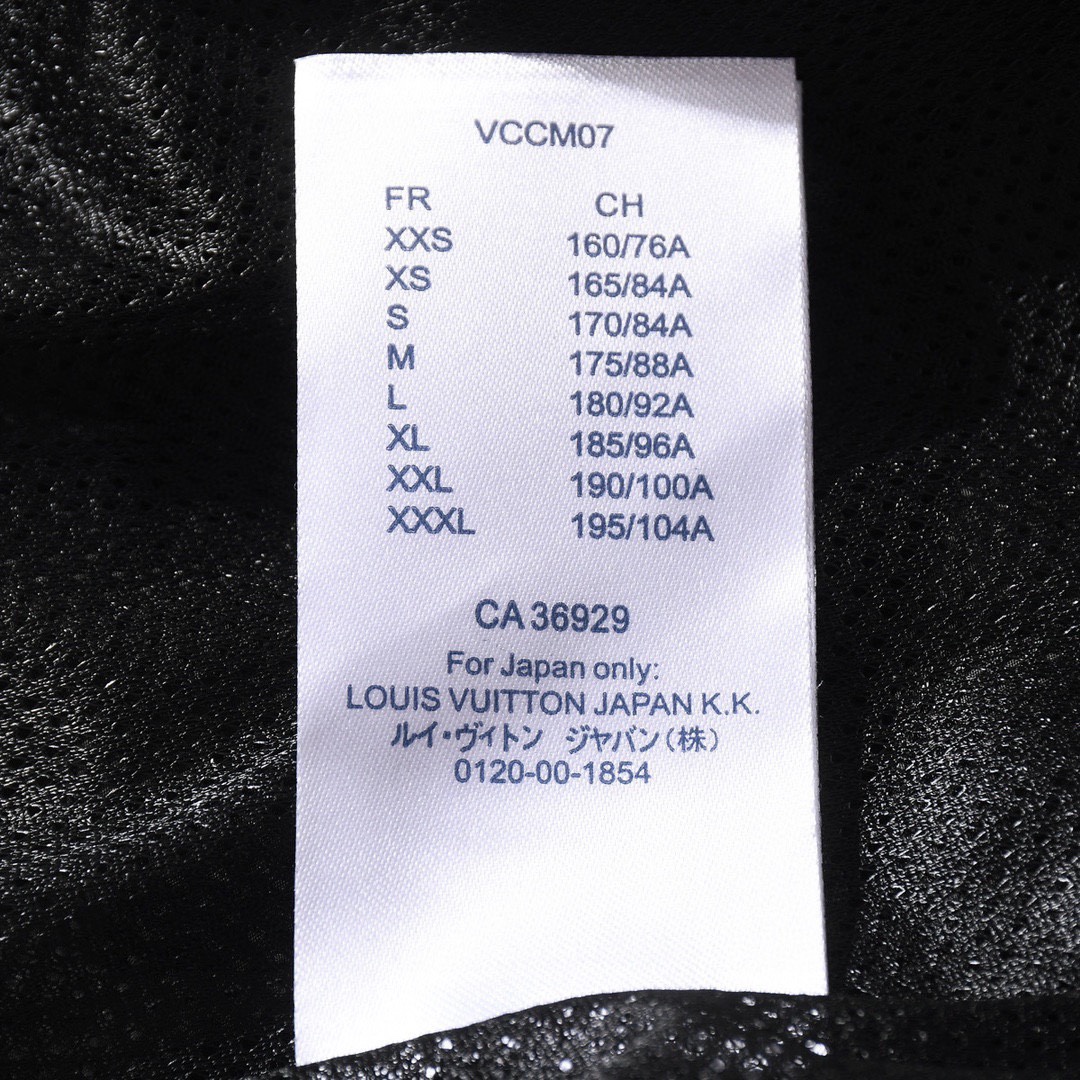 VCCM07
FR CH
XXS 160/76A
XS 165/84A
S 170/84A
M 175/88A
L 180/92A
XL 185/96A
XXL 190/100A
XXXL 195/104A
CA 36929
For Japan only:
LOUIS VUITTON JAPAN K.K.
ルイ・ヴィトン ジャバン(株)
0120-00-1854